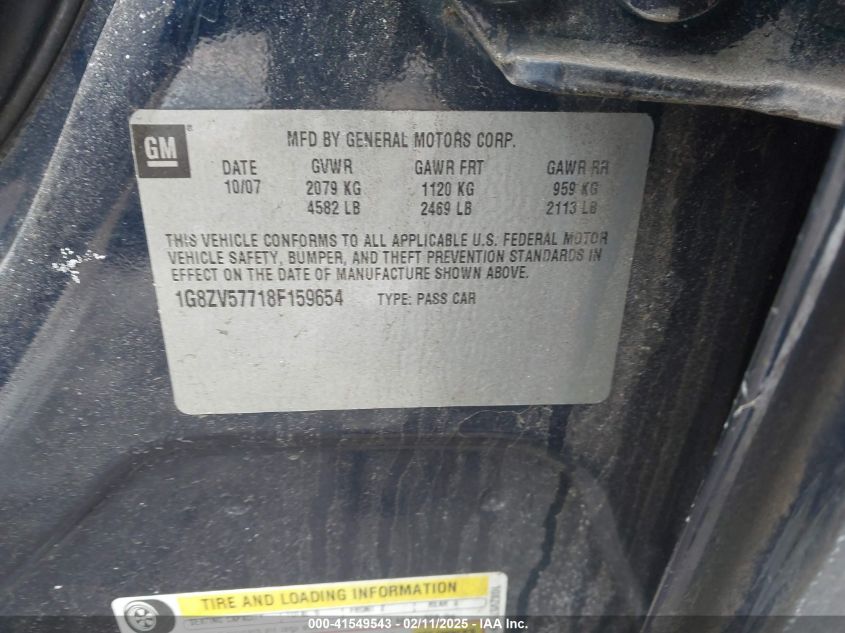 GM
MFD BY GENERAL MOTORS CORP.
DATE GVWR GAWR FRT GAWR RR
10/07 2079 KG 1120 KG 959 KG
4582 LB 2469 LB 2113 LB
THIS VEHICLE CONFORMS TO ALL APPLICABLE U.S. FEDERAL MOTOR
VEHICLE SAFETY, BUMPER, AND THEFT PREVENTION STANDARDS IN
EFFECT ON THE DATE OF MANUFACTURE SHOWN ABOVE.
1G8ZV57718F159654 TYPE: PASS CAR
TIRE AND LOADING INFORMATION
SEATING CAPACITY
000-41549543 - 02/11/2025 - IAA Inc.